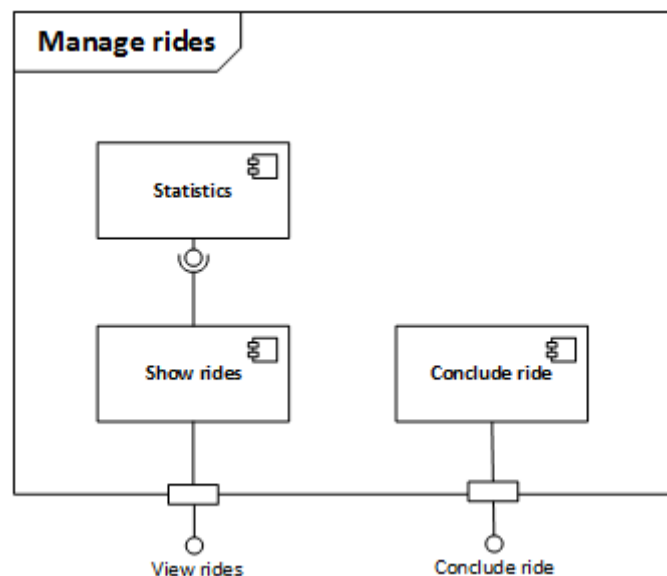 Manage rides
Statistics
Show rides
Conclude ride
View rides
Conclude ride